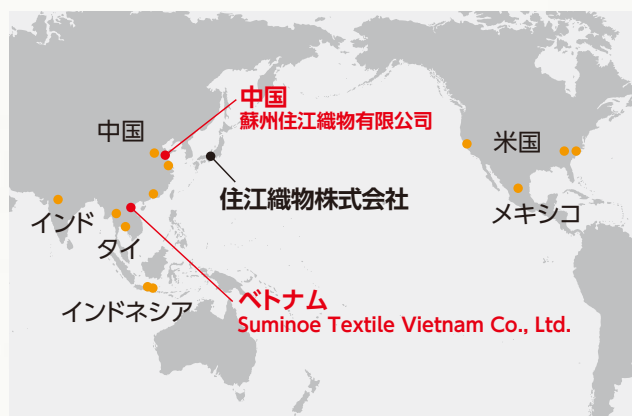 中国
蘇州住江織物有限公司
中国
米国
住江織物株式会社
メキシコ
インド
タイ
インドネシア
ベトナム
Suminoe Textile Vietnam Co., Ltd.